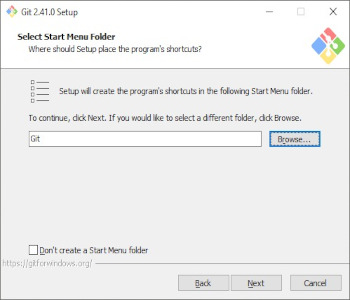 Git 2.41.0 Setup
Select Start Menu Folder
Where should Setup place the program's shortcuts?
Setup will create the program's shortcuts in the following Start Menu folder.
To continue, click Next. If you would like to select a different folder, click Browse.
Git
Browse...
Don't create a Start Menu folder
https://gitforwindows.org/
Back
Next
Cancel